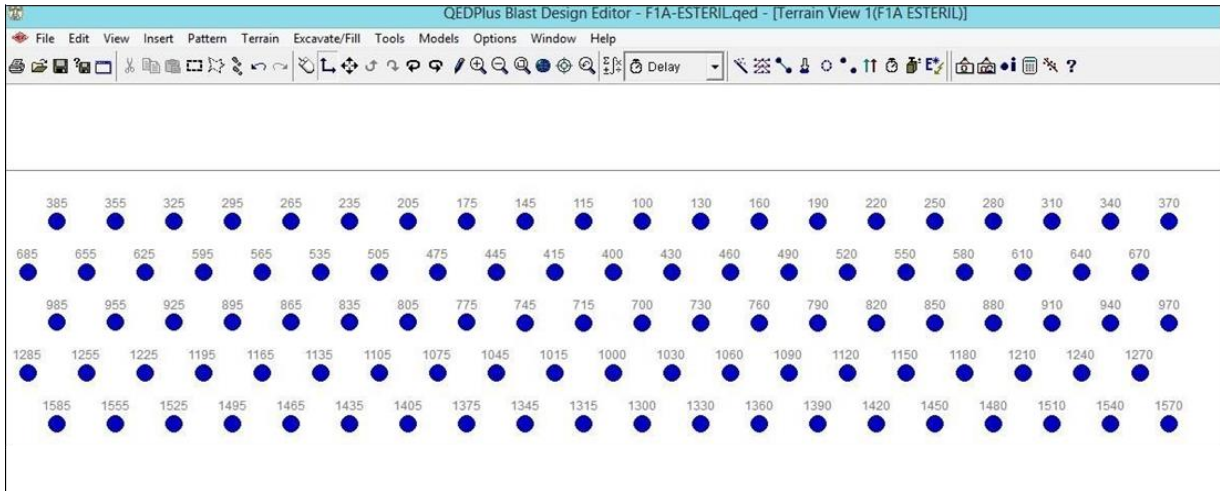 QEDPlus Blast Design Editor - F1A-ESTERIL.qed - [Terrain View 1(F1A ESTERIL)]
File Edit View Insert Pattern Terrain Excavate/Fill Tools Models Options Window Help
Delay
385 355 325 295 265 235 205 175 145 115 100 130 160 190 220 250 280 310 340 370
685 655 625 595 565 535 505 475 445 415 400 430 460 490 520 550 580 610 640 670
985 955 925 895 865 835 805 775 745 715 700 730 760 790 820 850 880 910 940 970
1285 1255 1225 1195 1165 1135 1105 1075 1045 1015 1000 1030 1060 1090 1120 1150 1180 1210 1240 1270
1585 1555 1525 1495 1465 1435 1405 1375 1345 1315 1300 1330 1360 1390 1420 1450 1480 1510 1540 1570